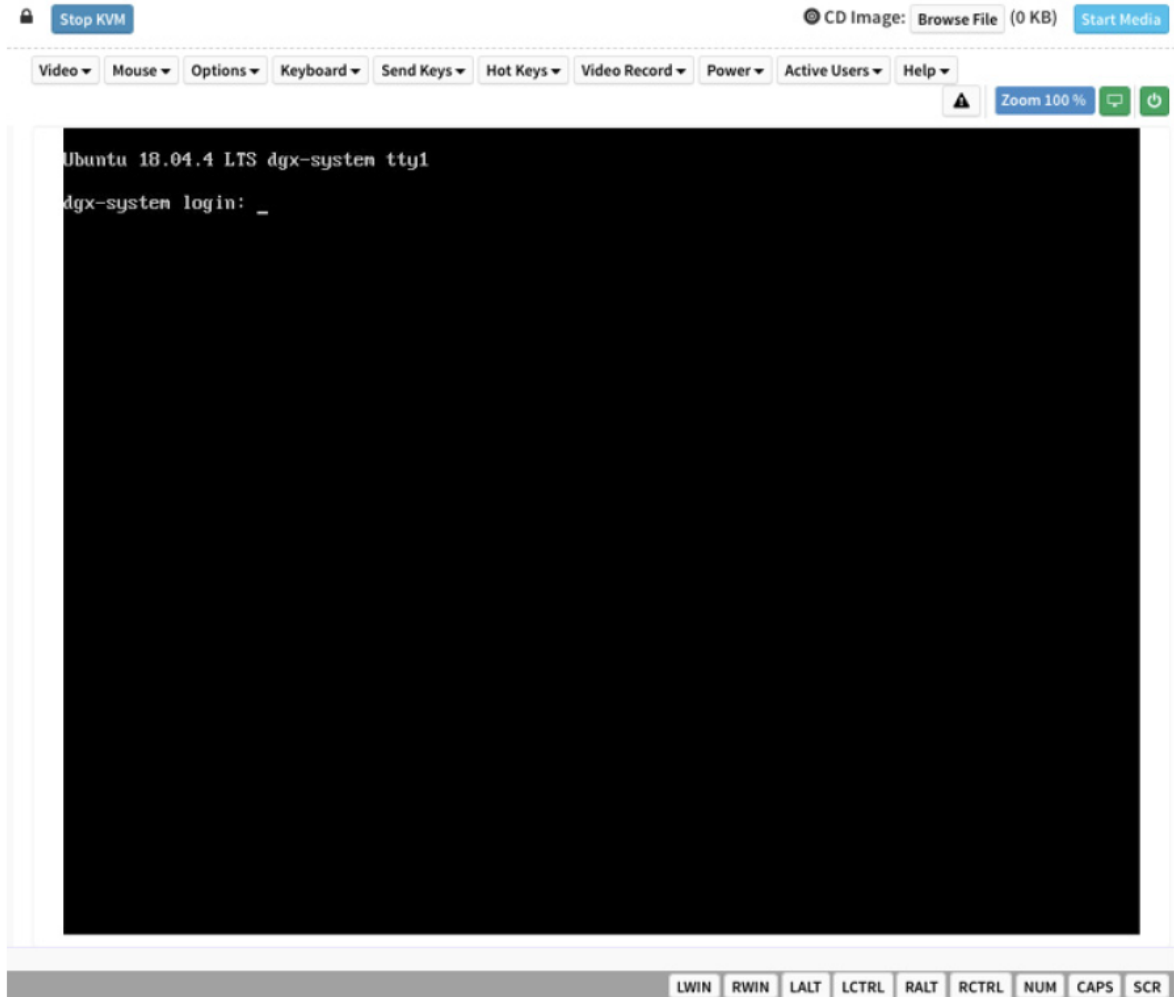 Stop KVM CD Image: Browse File (0 KB) Start Media
Video Mouse Options Keyboard Send Keys Hot Keys Video Record Power Active Users Help
Zoom 100 %
Ubuntu 18.04.4 LTS dgx-system tty1
dgx-system login: _
LWIN RWIN LALT LCTRL RALT RCTRL NUM CAPS SCR